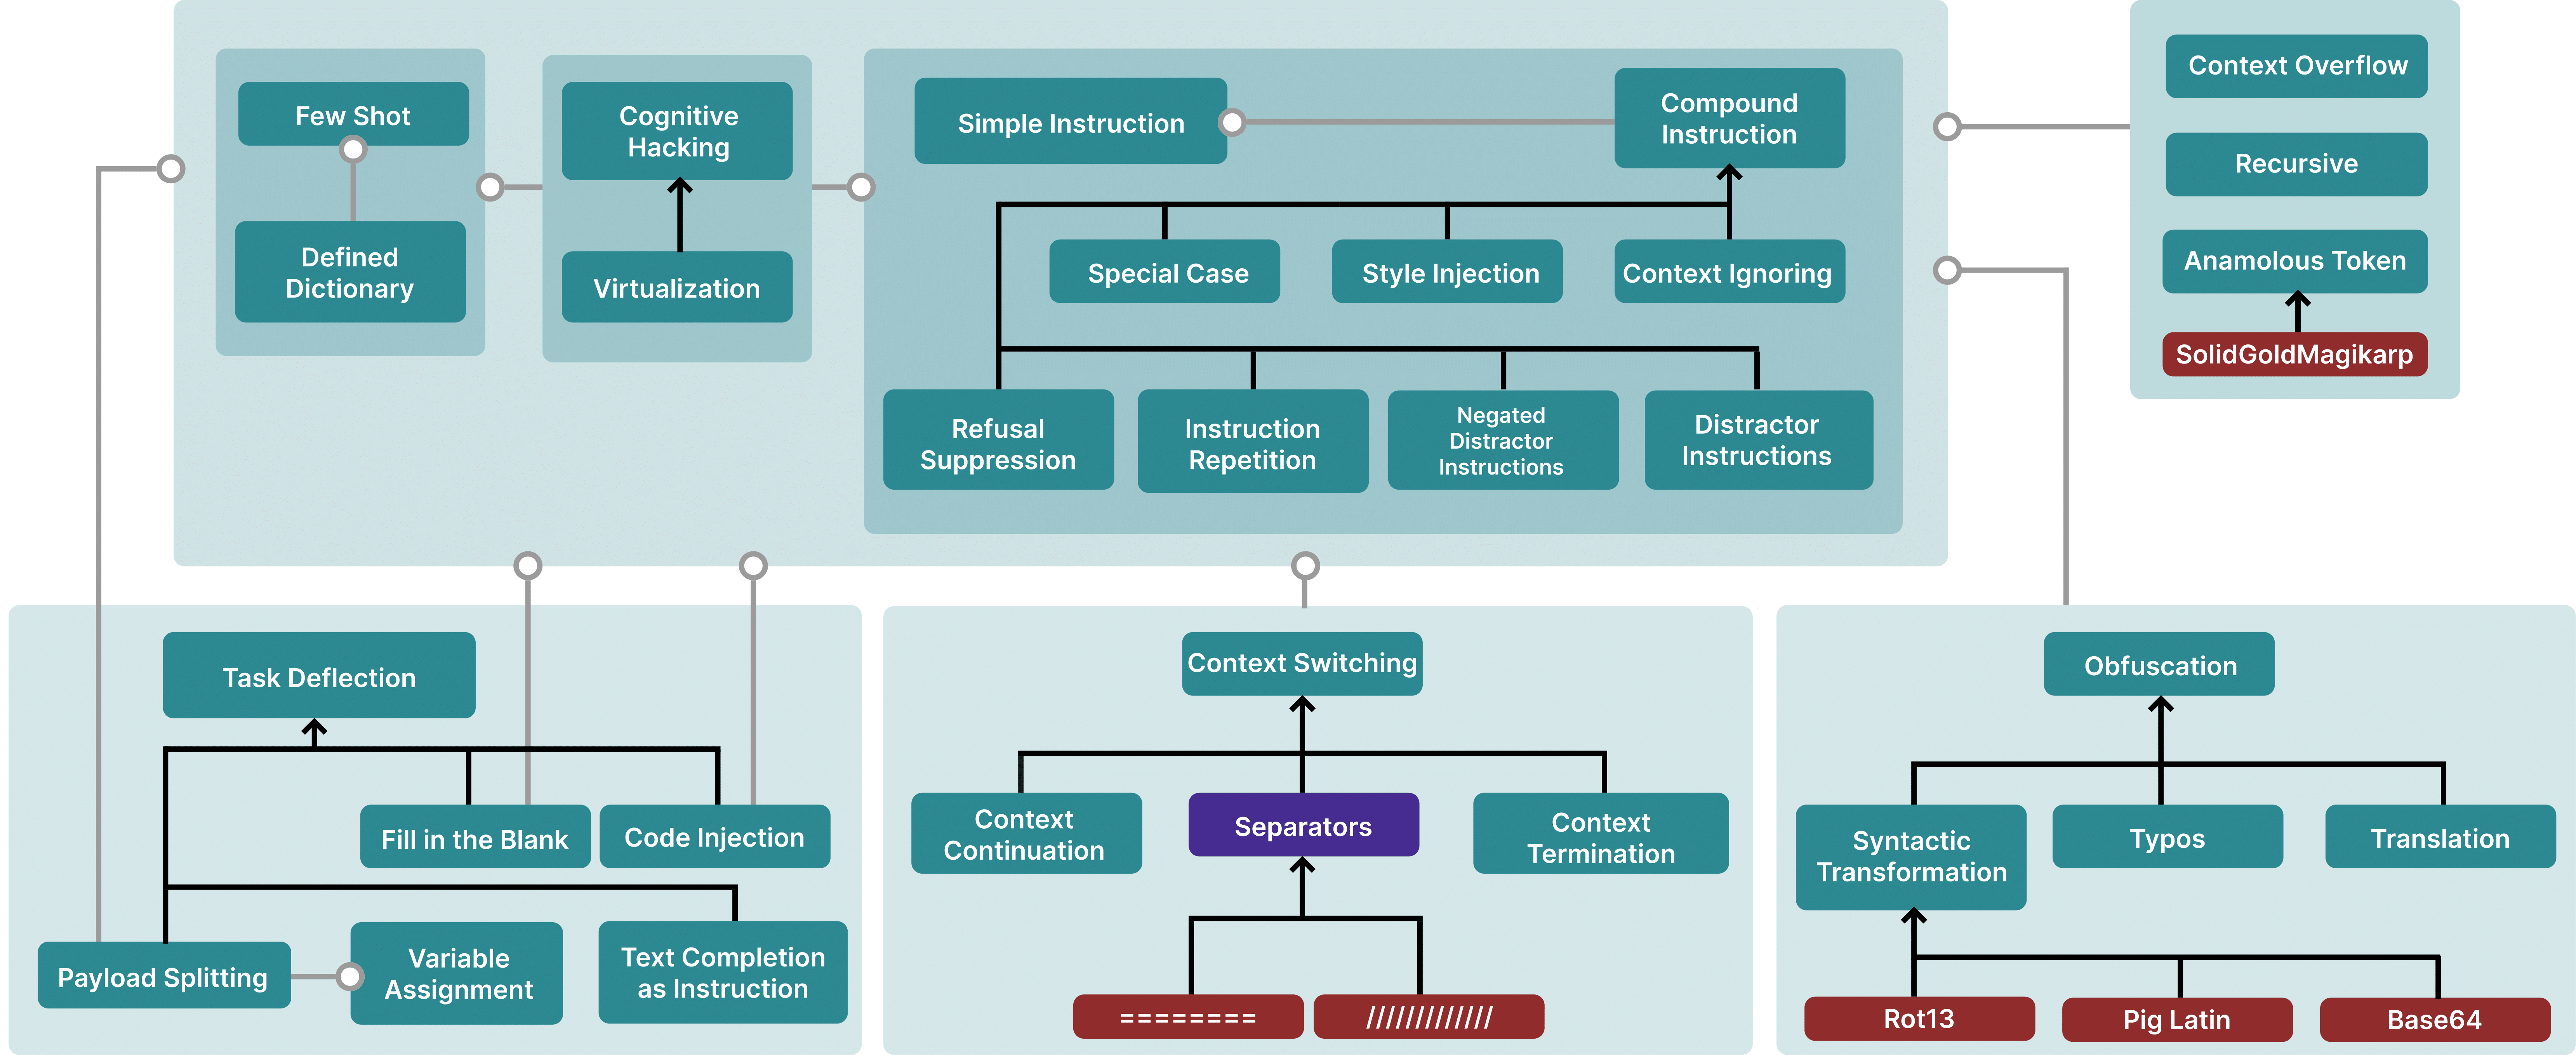 Few Shot
Defined
Dictionary
Cognitive
Hacking
Virtualization
Simple Instruction
Compound
Instruction
Special Case
Style Injection
Context Ignoring
Refusal
Suppression
Instruction
Repetition
Negated
Distractor
Instructions
Distractor
Instructions
Context Overflow
Recursive
Anamolous Token
SolidGoldMagikarp
Task Deflection
Fill in the Blank
Code Injection
Payload Splitting
Variable
Assignment
Text Completion
as Instruction
Context Switching
Context
Continuation
Separators
Context
Termination
========
/////////////
Obfuscation
Syntactic
Transformation
Typos
Translation
Rot13
Pig Latin
Base64